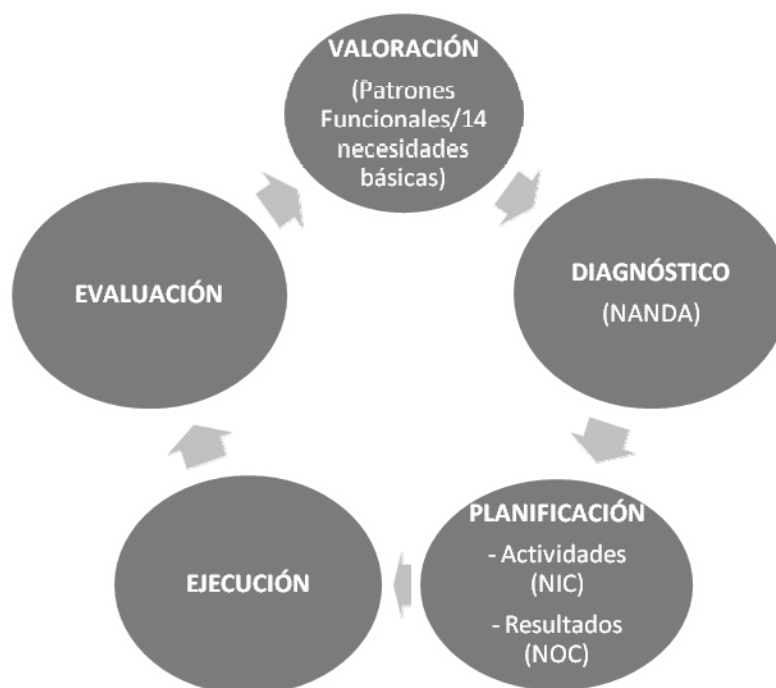 VALORACIÓN
(Patrones
Funcionales/14
necesidades
básicas)
DIAGNÓSTICO
(NANDA)
PLANIFICACIÓN
- Actividades
(NIC)
- Resultados
(NOC)
EJECUCIÓN
EVALUACIÓN